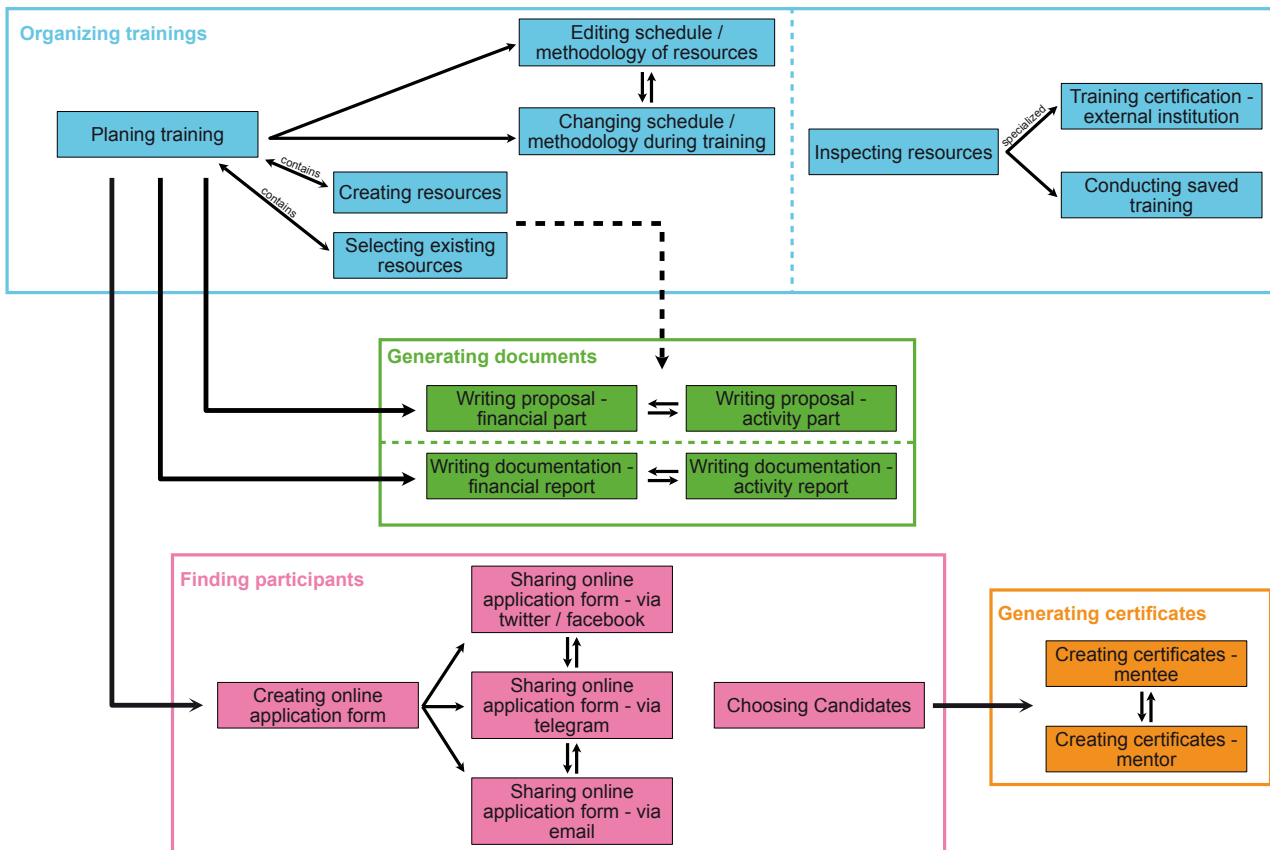 Organizing trainings
Editing schedule /
methodology of resources
Planing training
Changing schedule /
methodology during training
contains
Creating resources
contains
Selecting existing
resources
Inspecting resources
specialized
Training certification -
external institution
Conducting saved
training
Generating documents
Writing proposal -
financial part
Writing proposal -
activity part
Writing documentation -
financial report
Writing documentation -
activity report
Finding participants
Sharing online
application form - via
twitter / facebook
Creating online
application form
Sharing online
application form - via
telegram
Sharing online
application form - via
email
Choosing Candidates
Generating certificates
Creating certificates -
mentee
Creating certificates -
mentor